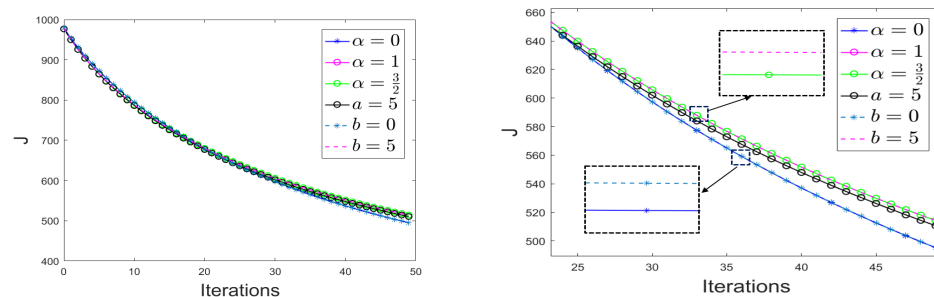 1000
900
800
700
600
500
400
0
10
20
30
40
50
J
Iterations
α = 0
α = 1
α = 3/2
a = 5
b = 0
b = 5
660
640
620
600
580
560
540
520
500
25
30
35
40
45
J
Iterations
α = 0
α = 1
α = 3/2
a = 5
b = 0
b = 5